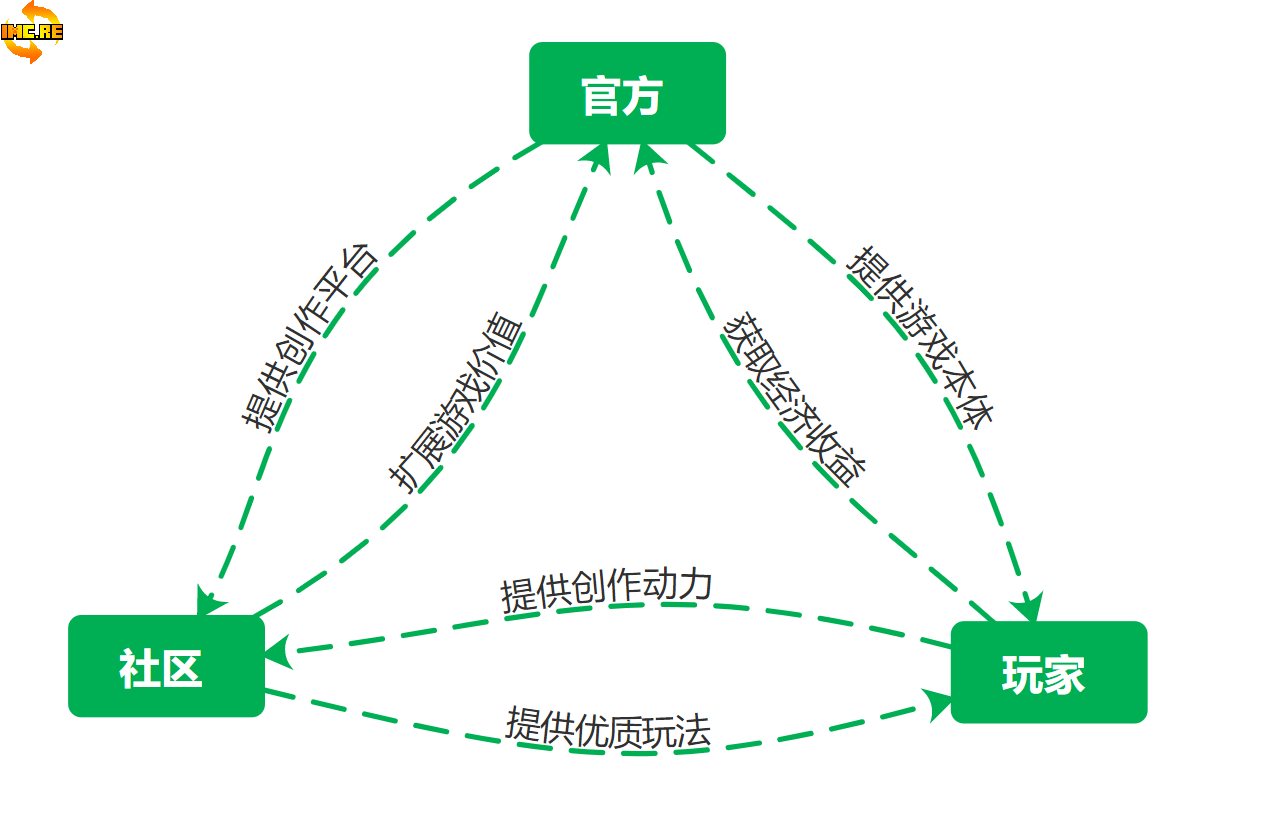 IMC.RE
官方
提供创作平台
扩展游戏价值
获取经济收益
提供游戏本体
提供创作动力
社区
玩家
提供优质玩法